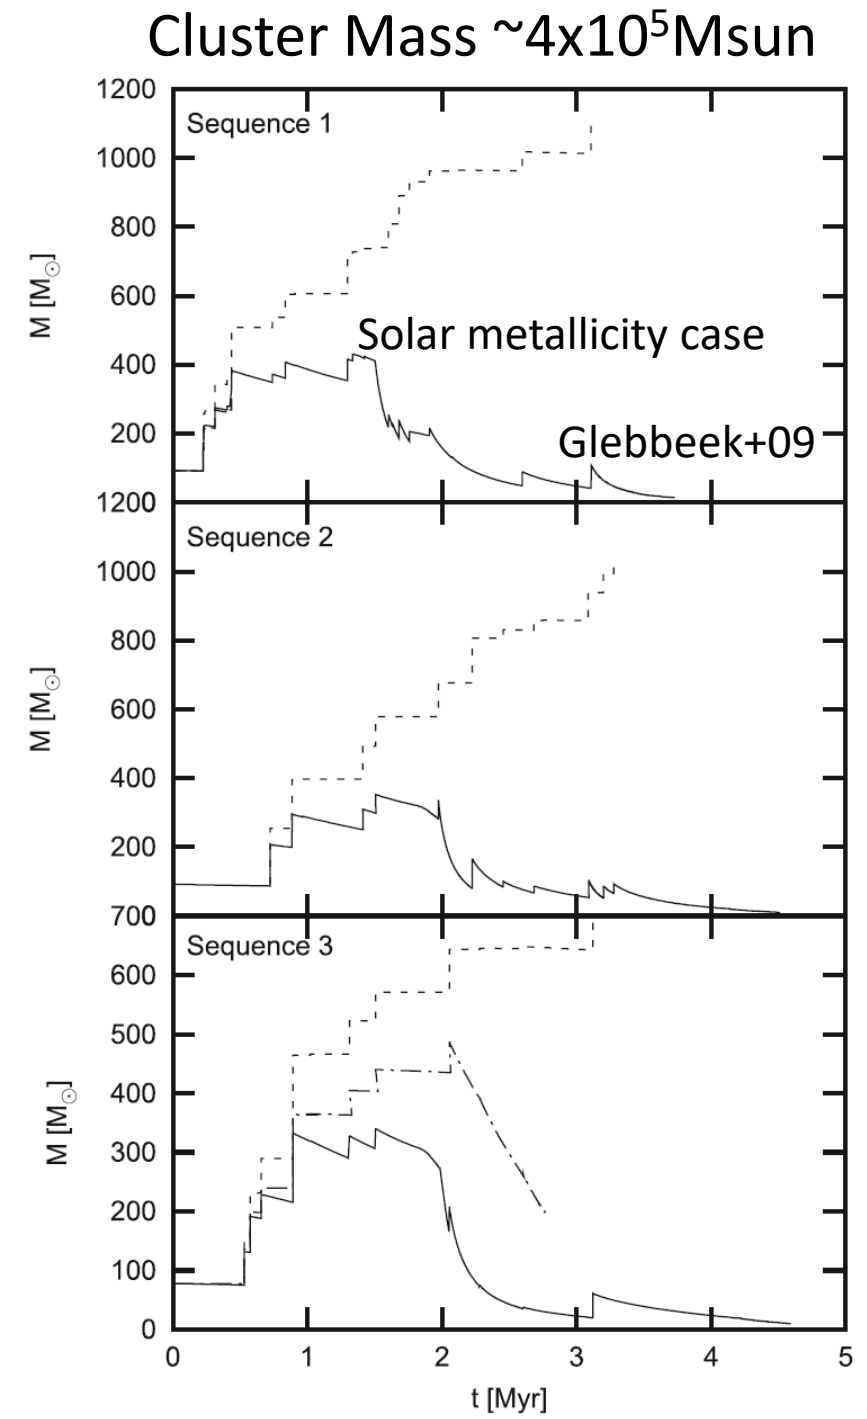 Cluster Mass ~4x10⁵Msun
1200
Sequence 1
1000
800
M [M☉]
600
Solar metallicity case
400
Glebbeek+09
200
1200
Sequence 2
1000
800
M [M☉]
600
400
200
700
Sequence 3
600
500
400
M [M☉]
300
200
100
0
0 1 2 3 4 5
t [Myr]